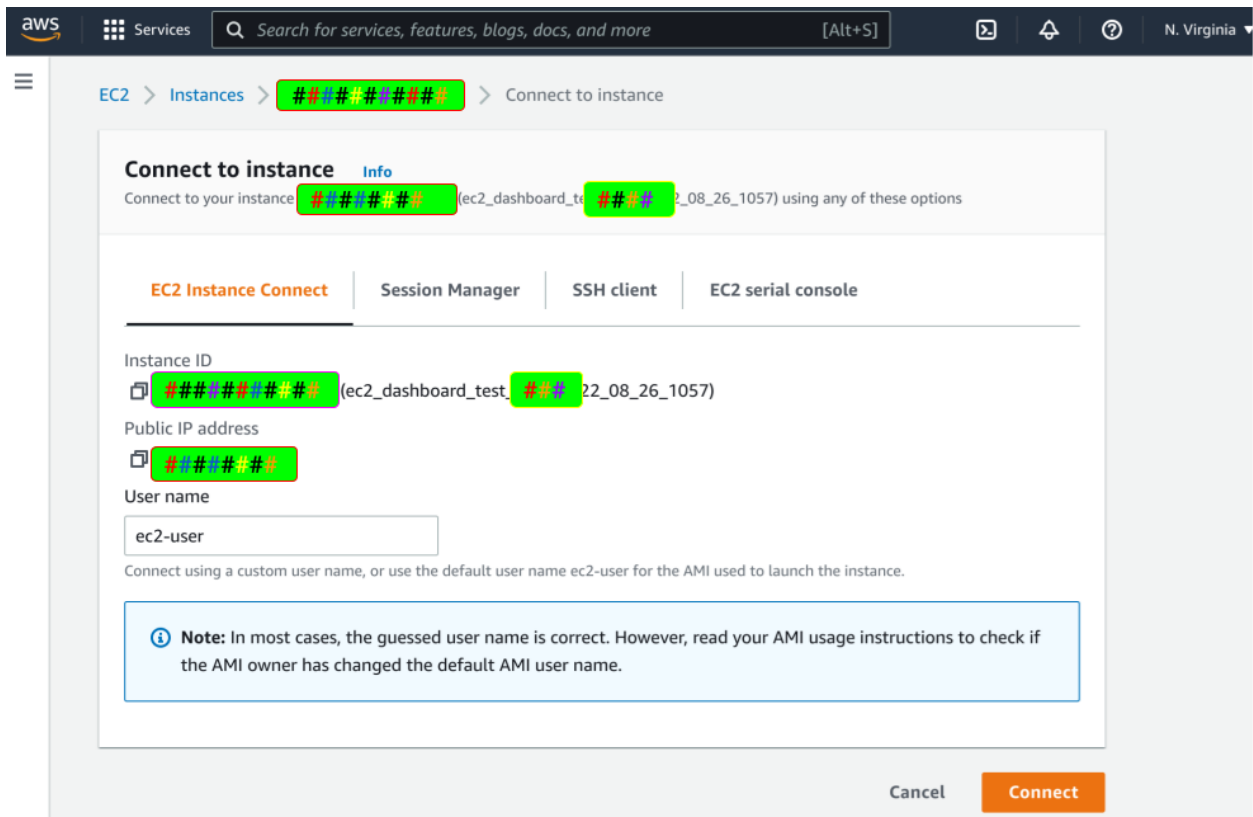 aws Services Search for services, features, blogs, docs, and more [Alt+S] N. Virginia
EC2 > Instances > ########### > Connect to instance
Connect to instance Info
Connect to your instance ######## (ec2_dashboard_te #### 2_08_26_1057) using any of these options
EC2 Instance Connect Session Manager SSH client EC2 serial console
Instance ID
########### (ec2_dashboard_test_ ### 22_08_26_1057)
Public IP address
########
User name
ec2-user
Connect using a custom user name, or use the default user name ec2-user for the AMI used to launch the instance.
Note: In most cases, the guessed user name is correct. However, read your AMI usage instructions to check if
the AMI owner has changed the default AMI user name.
Cancel Connect